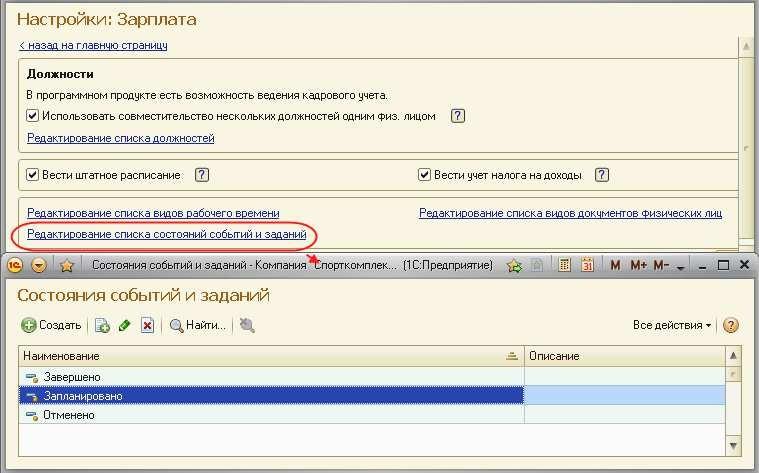 Настройки: Зарплата
< назад на главную страницу
Должности
В программном продукте есть возможность ведения кадрового учета.
Использовать совместительство нескольких должностей одним физ. лицом ?
Редактирование списка должностей
Вести штатное расписание ? Вести учет налога на доходы ?
Редактирование списка видов рабочего времени Редактирование списка видов документов физических лиц
Редактирование списка состояний событий и заданий
1С Состояния событий и заданий - Компания "Спорткомплек... (1С:Предприятие) 31 M M+ M-
Состояния событий и заданий
Создать Найти... Все действия ?
Наименование Описание
Завершено
Запланировано
Отменено